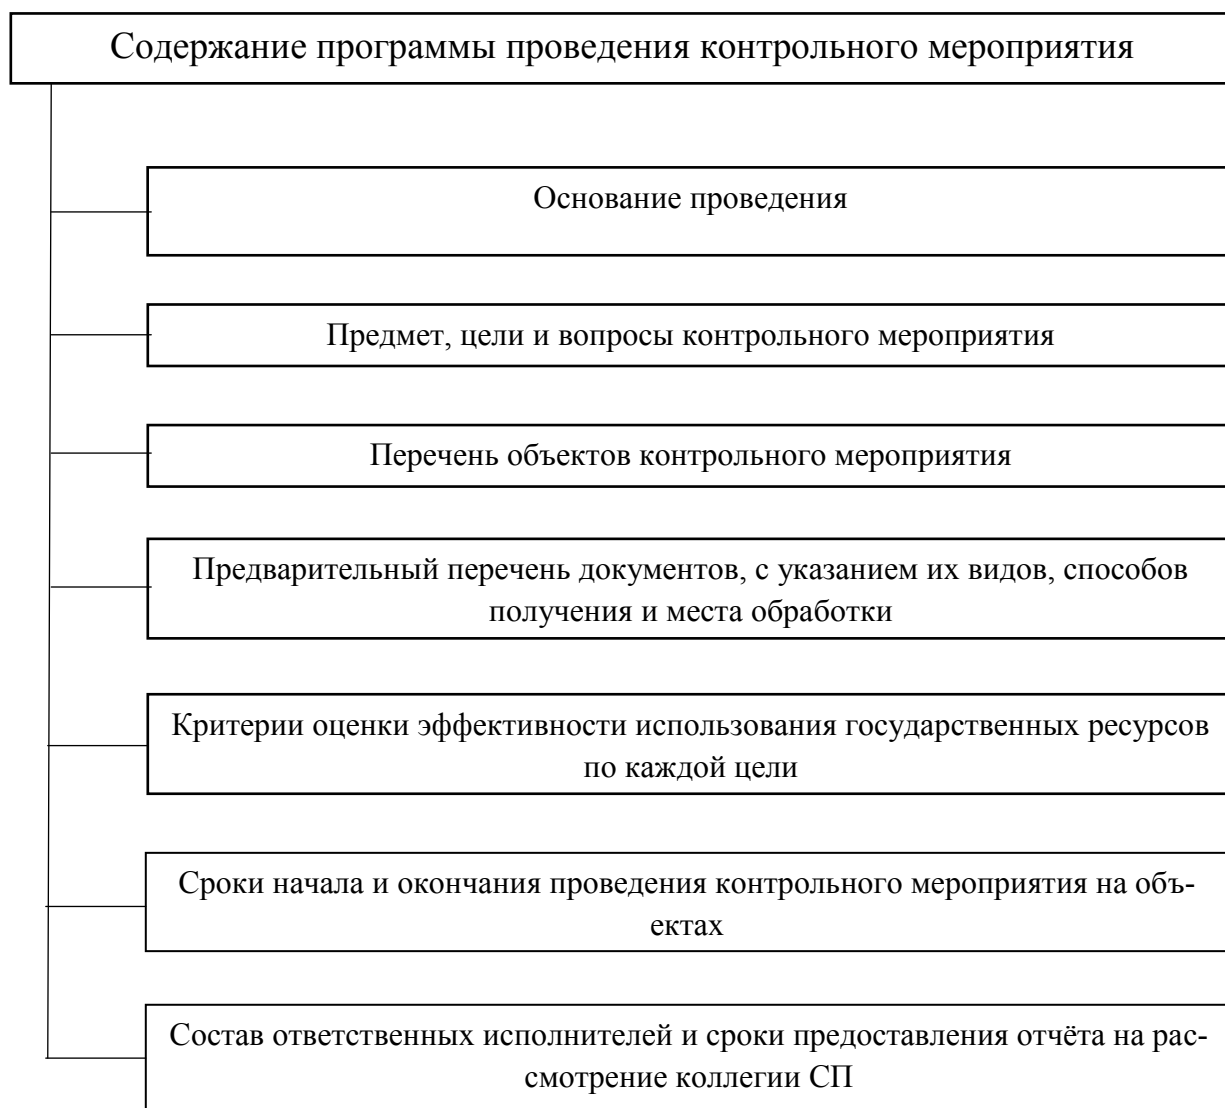 Содержание программы проведения контрольного мероприятия
Основание проведения
Предмет, цели и вопросы контрольного мероприятия
Перечень объектов контрольного мероприятия
Предварительный перечень документов, с указанием их видов, способов
получения и места обработки
Критерии оценки эффективности использования государственных ресурсов
по каждой цели
Сроки начала и окончания проведения контрольного мероприятия на объ-
ектах
Состав ответственных исполнителей и сроки предоставления отчёта на рас-
смотрение коллегии СП